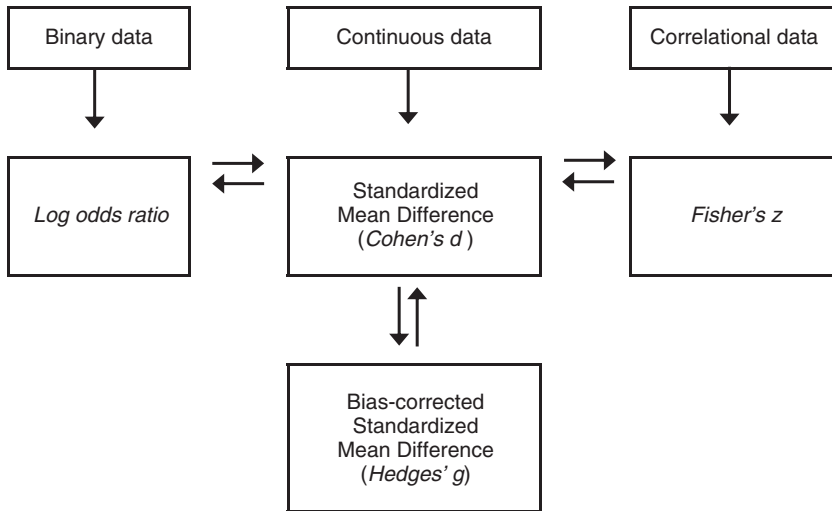 Binary data
Continuous data
Correlational data
Log odds ratio
Standardized
Mean Difference
(Cohen's d )
Fisher's z
Bias-corrected
Standardized
Mean Difference
(Hedges' g)